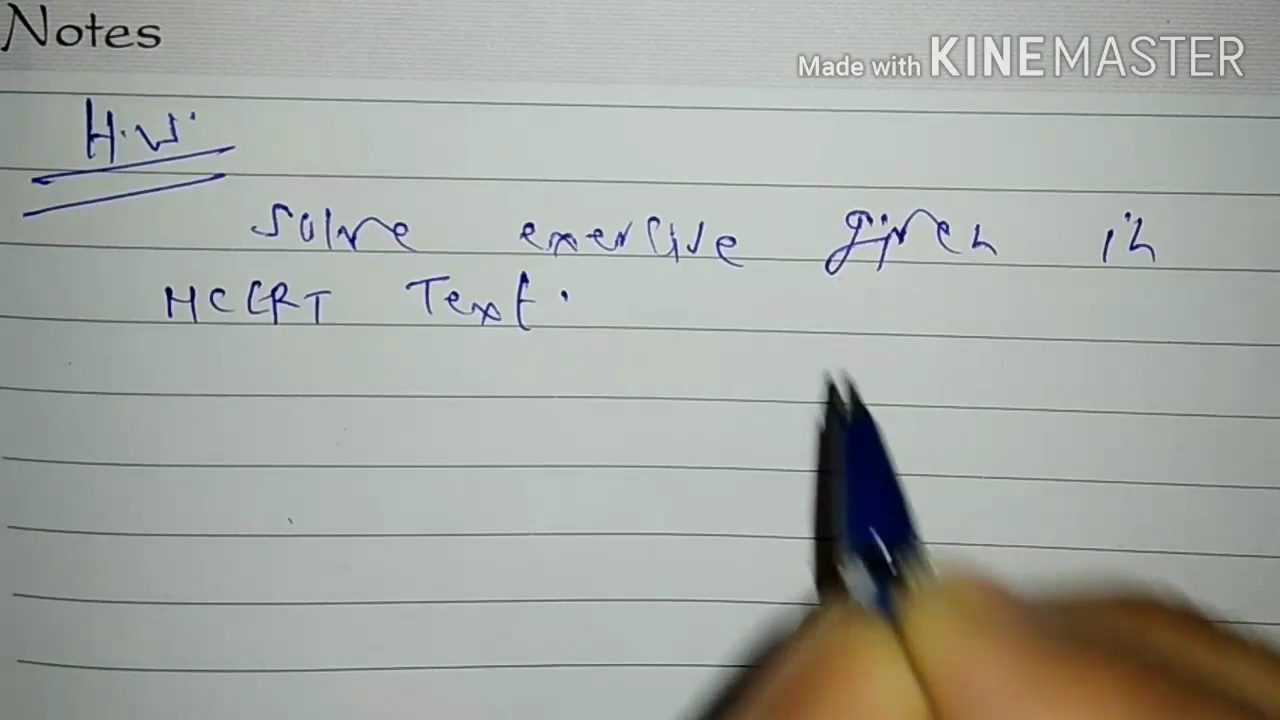 Notes
Made with KINEMASTER
H.W.
Solve exercise given in
NCERT Text.